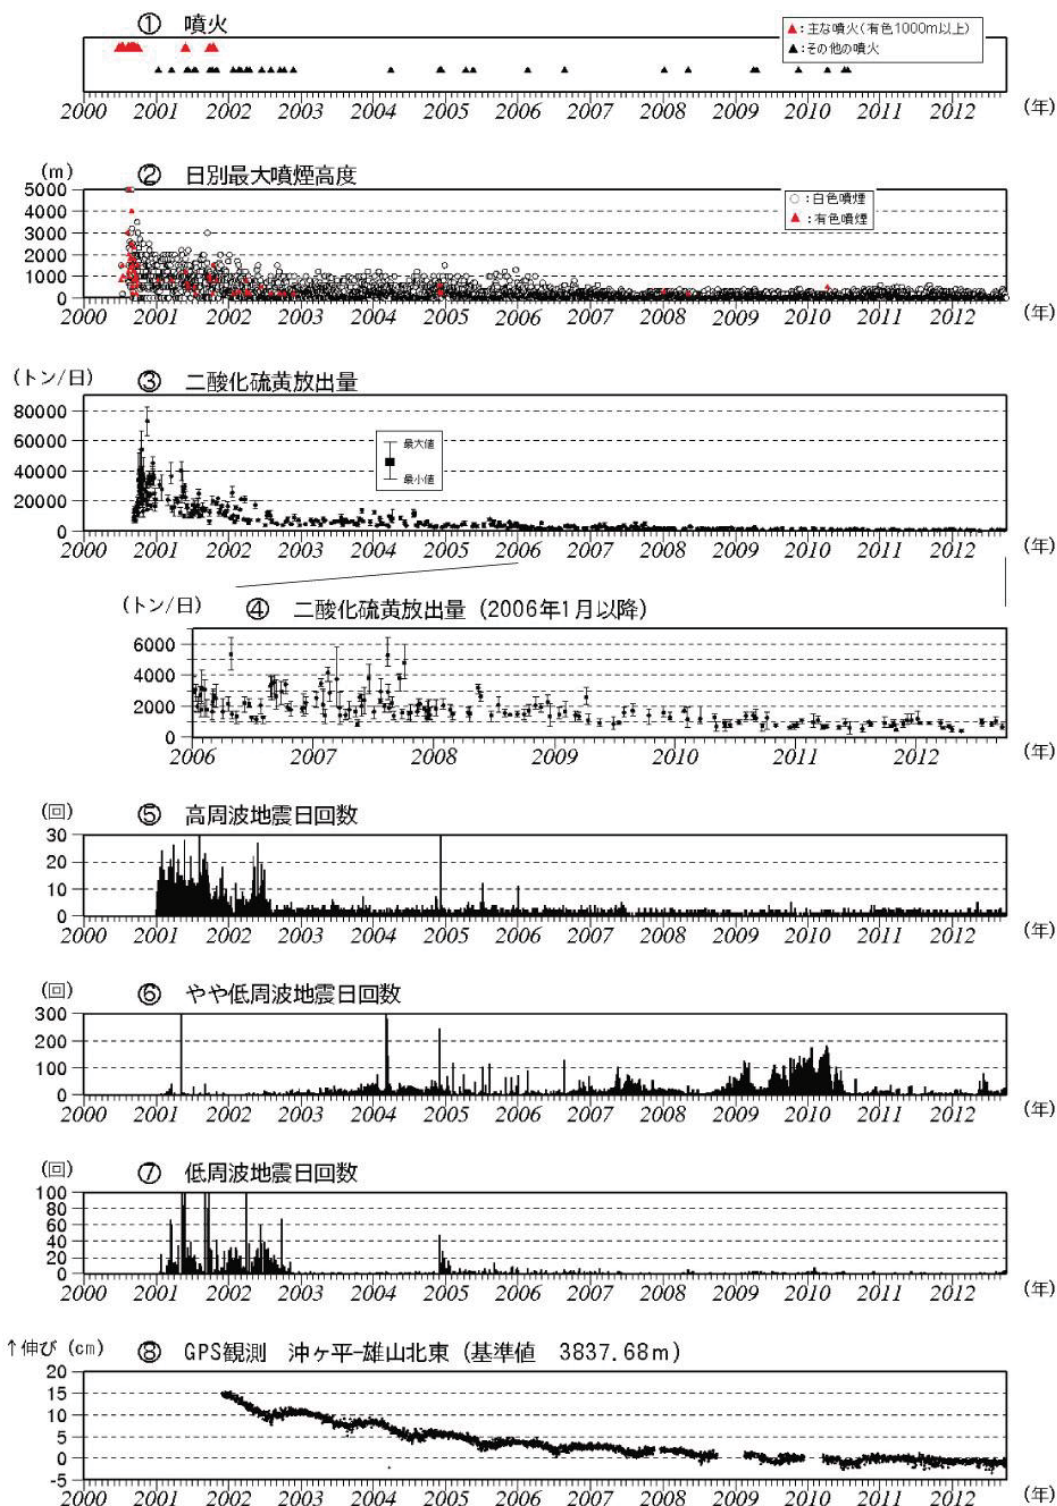 ① 噴火
▲：主な噴火(有色1000m以上)
▲：その他の噴火
2000 2001 2002 2003 2004 2005 2006 2007 2008 2009 2010 2011 2012 (年)
(m) ② 日別最大噴煙高度
○：白色噴煙
▲：有色噴煙
5000
4000
3000
2000
1000
0
2000 2001 2002 2003 2004 2005 2006 2007 2008 2009 2010 2011 2012 (年)
(トン/日) ③ 二酸化硫黄放出量
80000
60000
40000
20000
0
最大値
最小値
2000 2001 2002 2003 2004 2005 2006 2007 2008 2009 2010 2011 2012 (年)
(トン/日) ④ 二酸化硫黄放出量 (2006年1月以降)
6000
4000
2000
0
2006 2007 2008 2009 2010 2011 2012 (年)
(回) ⑤ 高周波地震日回数
30
20
10
0
2000 2001 2002 2003 2004 2005 2006 2007 2008 2009 2010 2011 2012 (年)
(回) ⑥ やや低周波地震日回数
300
200
100
0
2000 2001 2002 2003 2004 2005 2006 2007 2008 2009 2010 2011 2012 (年)
(回) ⑦ 低周波地震日回数
100
80
60
40
20
0
2000 2001 2002 2003 2004 2005 2006 2007 2008 2009 2010 2011 2012 (年)
↑伸び (cm) ⑧ GPS観測 沖ヶ平-雄山北東 (基準値 3837.68m)
20
15
10
5
0
-5
2000 2001 2002 2003 2004 2005 2006 2007 2008 2009 2010 2011 2012 (年)